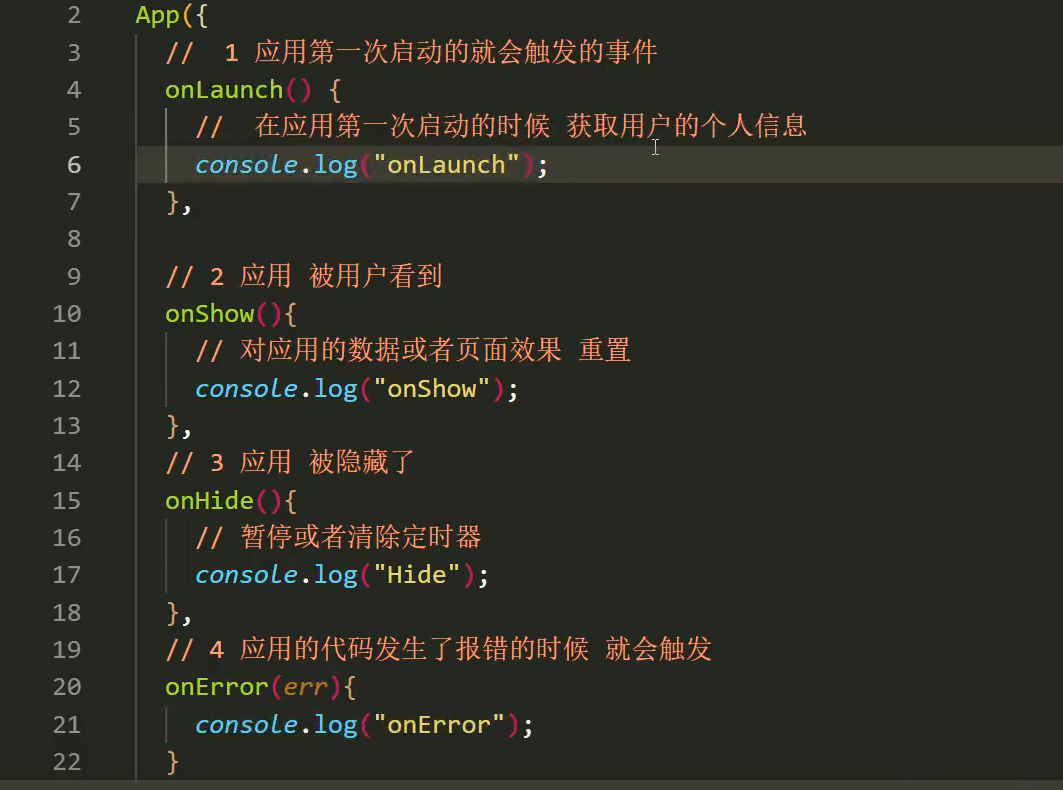 2 App({
3 //  1 应用第一次启动的就会触发的事件
4 onLaunch() {
5 //  在应用第一次启动的时候 获取用户的个人信息
6 console.log("onLaunch");
7 },
8
9 // 2 应用 被用户看到
10 onShow(){
11 // 对应用的数据或者页面效果 重置
12 console.log("onShow");
13 },
14 // 3 应用 被隐藏了
15 onHide(){
16 // 暂停或者清除定时器
17 console.log("Hide");
18 },
19 // 4 应用的代码发生了报错的时候 就会触发
20 onError(err){
21 console.log("onError");
22 }